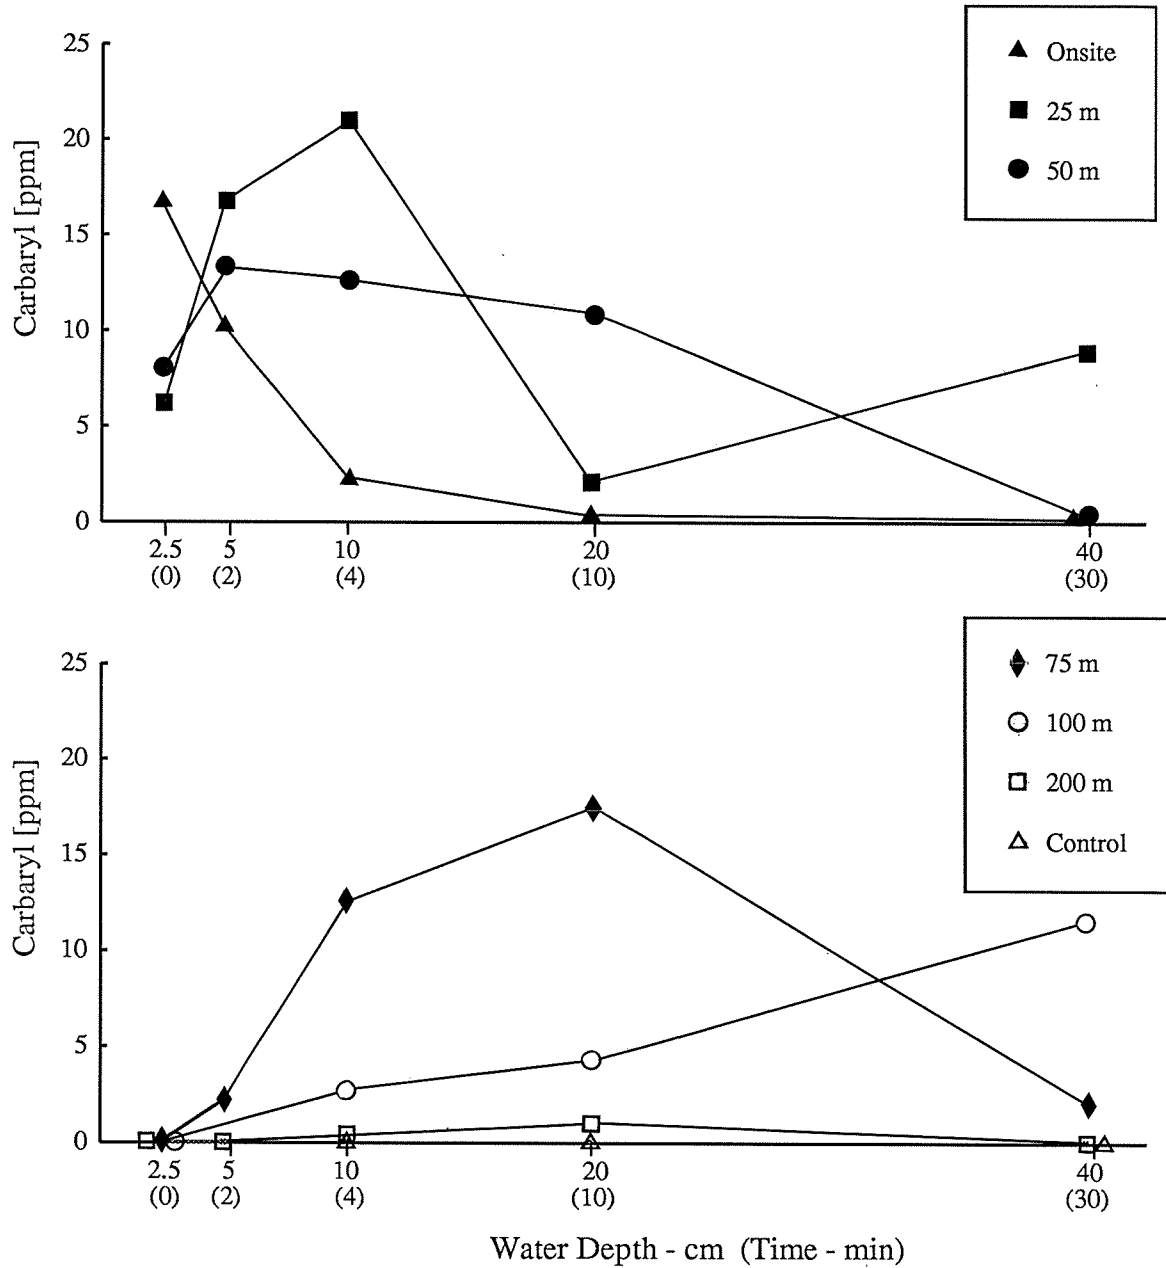 25
20
15
10
5
0
Carbaryl [ppm]
Onsite
25 m
50 m
2.5 5 10 20 40
(0) (2) (4) (10) (30)
25
20
15
10
5
0
Carbaryl [ppm]
75 m
100 m
200 m
Control
2.5 5 10 20 40
(0) (2) (4) (10) (30)
Water Depth - cm (Time - min)